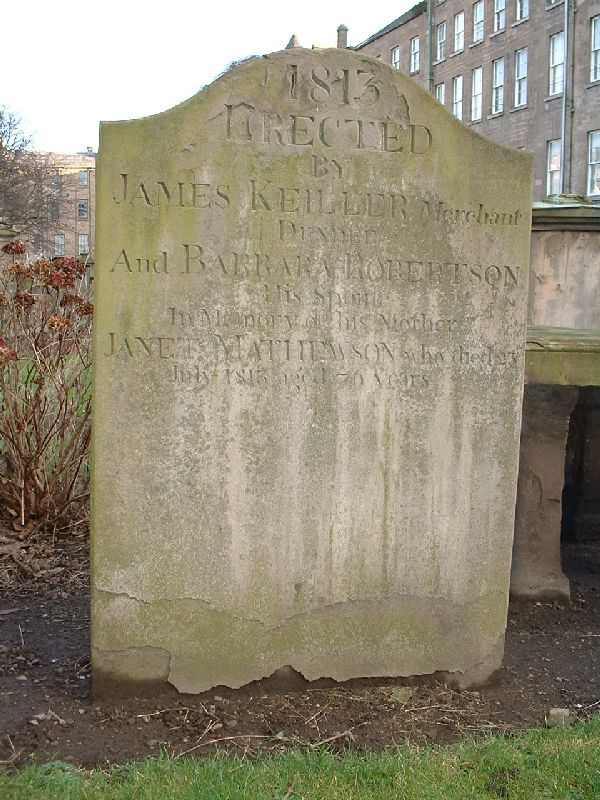 1813
ERECTED
BY
JAMES KEILLER Merchant
DUNDEE
And BARBARA ROBERTSON
His Spouse
In Memory of his Mother
JANET MATHEWSON who died
July 1813 aged 76 years